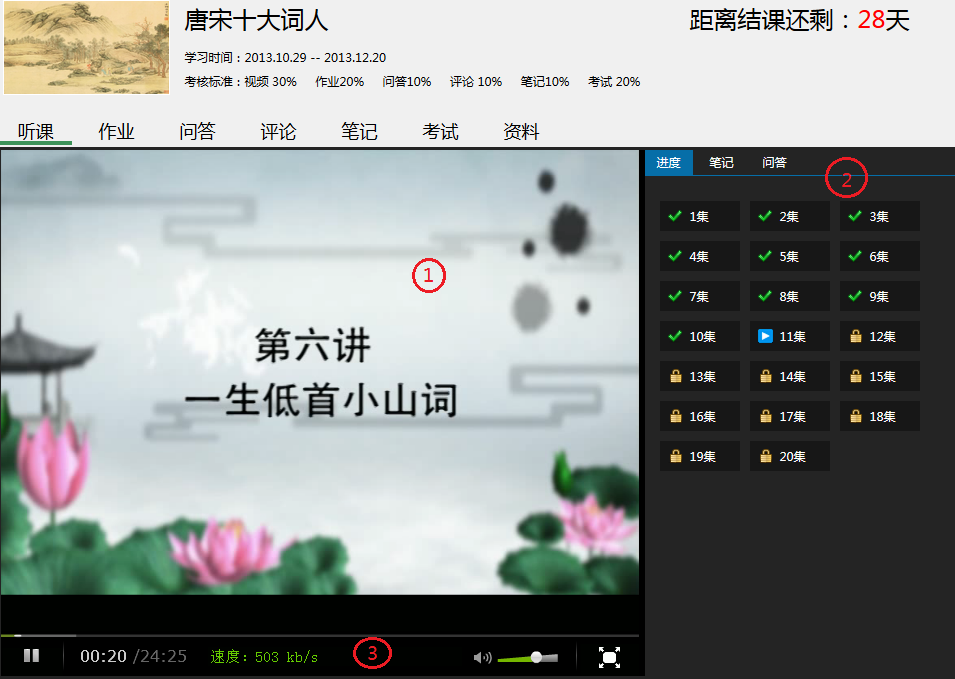 唐宋十大词人
距离结课还剩：28天
学习时间：2013.10.29 -- 2013.12.20
考核标准：视频 30% 作业20% 问答10% 评论 10% 笔记10% 考试 20%
听课 作业 问答 评论 笔记 考试 资料
进度 笔记 问答
2
1集 2集 3集
4集 5集 6集
7集 8集 9集
10集 11集 12集
13集 14集 15集
16集 17集 18集
19集 20集
1
第六讲
一生低首小山词
00:20 /24:25 速度：503 kb/s
3